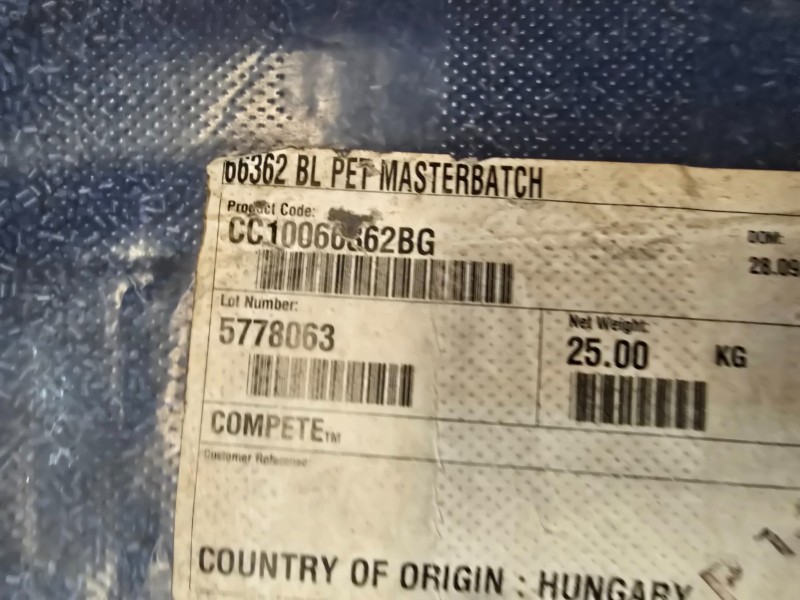 66362 BL PET MASTERBATCH
Product Code:
CC10066362BG
DOM:
28.09
Lot Number:
5778063
Net Weight:
25.00 KG
COMPETE™
Customer Reference:
COUNTRY OF ORIGIN : HUNGARY